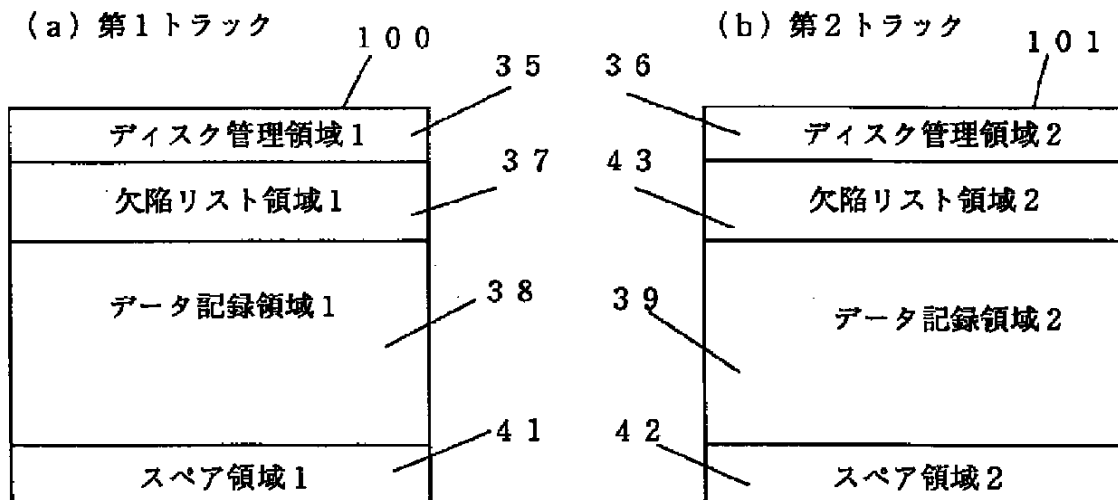 (a)第1トラック
100
35
ディスク管理領域1
37
欠陥リスト領域1
38
データ記録領域1
41
スペア領域1
(b)第2トラック
101
36
ディスク管理領域2
43
欠陥リスト領域2
39
データ記録領域2
42
スペア領域2